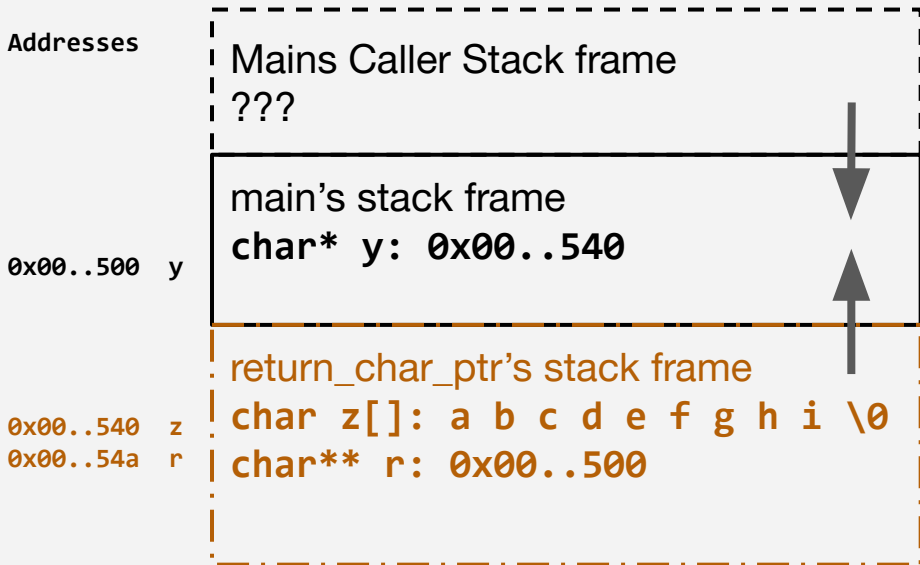 Addresses
Mains Caller Stack frame
???
main’s stack frame
char* y: 0x00..540
0x00..500 y
return_char_ptr’s stack frame
0x00..540 z
char z[]: a b c d e f g h i \0
0x00..54a r
char** r: 0x00..500